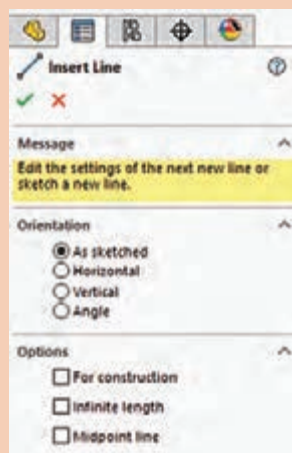 Insert Line
Message
Edit the settings of the next new line or
sketch a new line.
Orientation
As sketched
Horizontal
Vertical
Angle
Options
For construction
Infinite length
Midpoint line